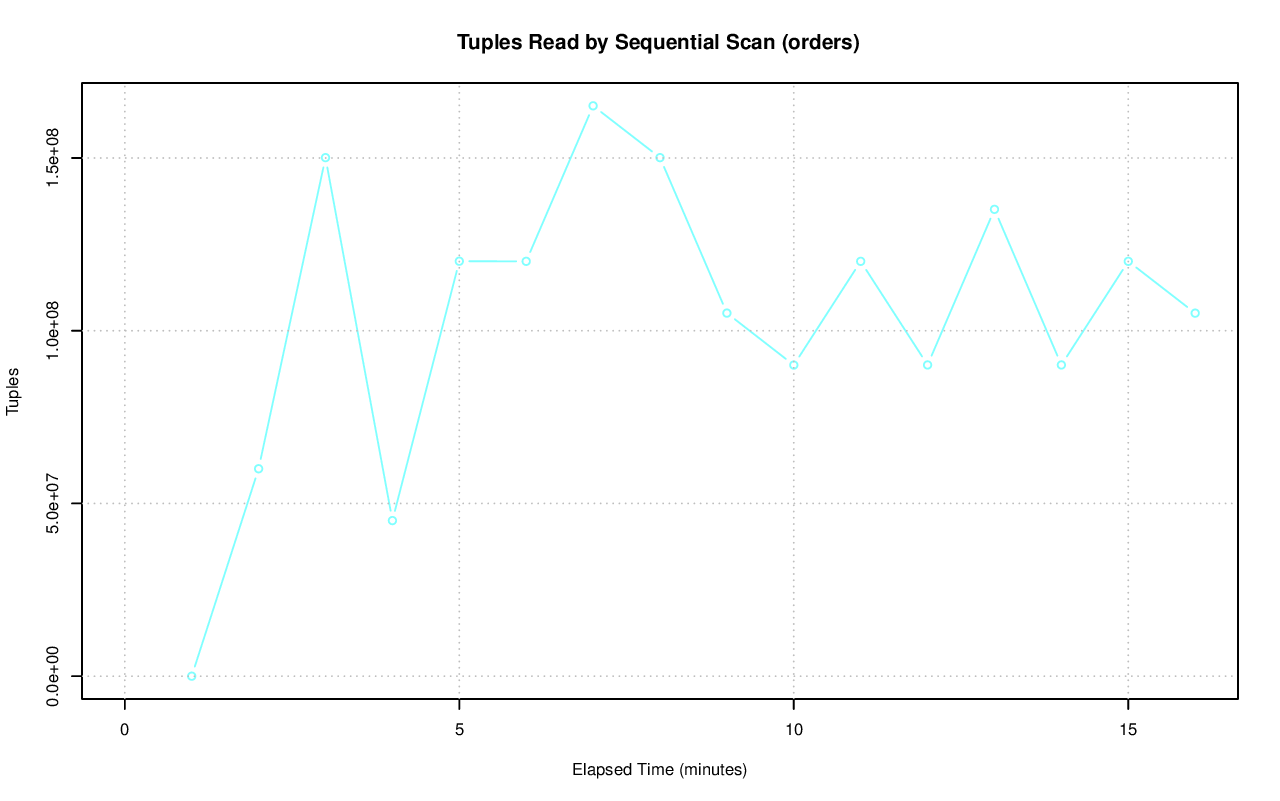 Tuples Read by Sequential Scan (orders)
Tuples
1.5e+08
1.0e+08
5.0e+07
0.0e+00
0 5 10 15
Elapsed Time (minutes)